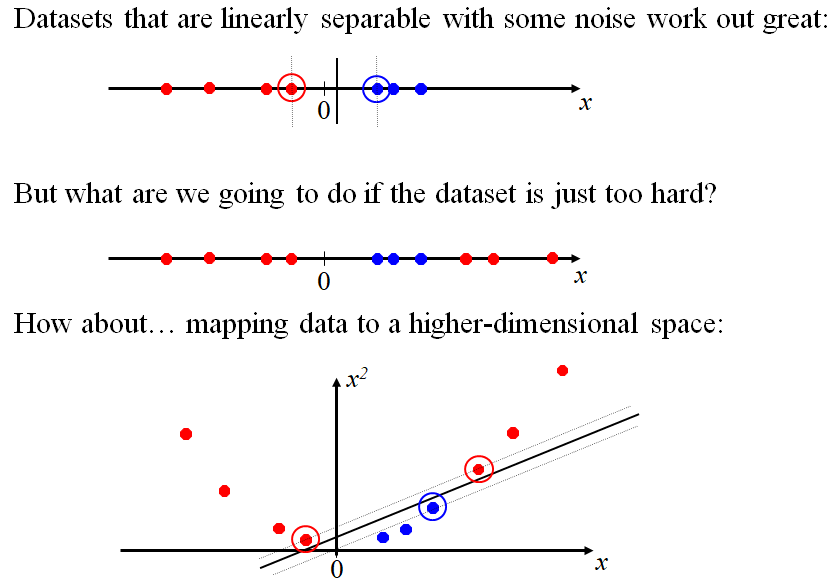 Datasets that are linearly separable with some noise work out great:
0
x
But what are we going to do if the dataset is just too hard?
0
x
How about… mapping data to a higher-dimensional space:
x²
0
x